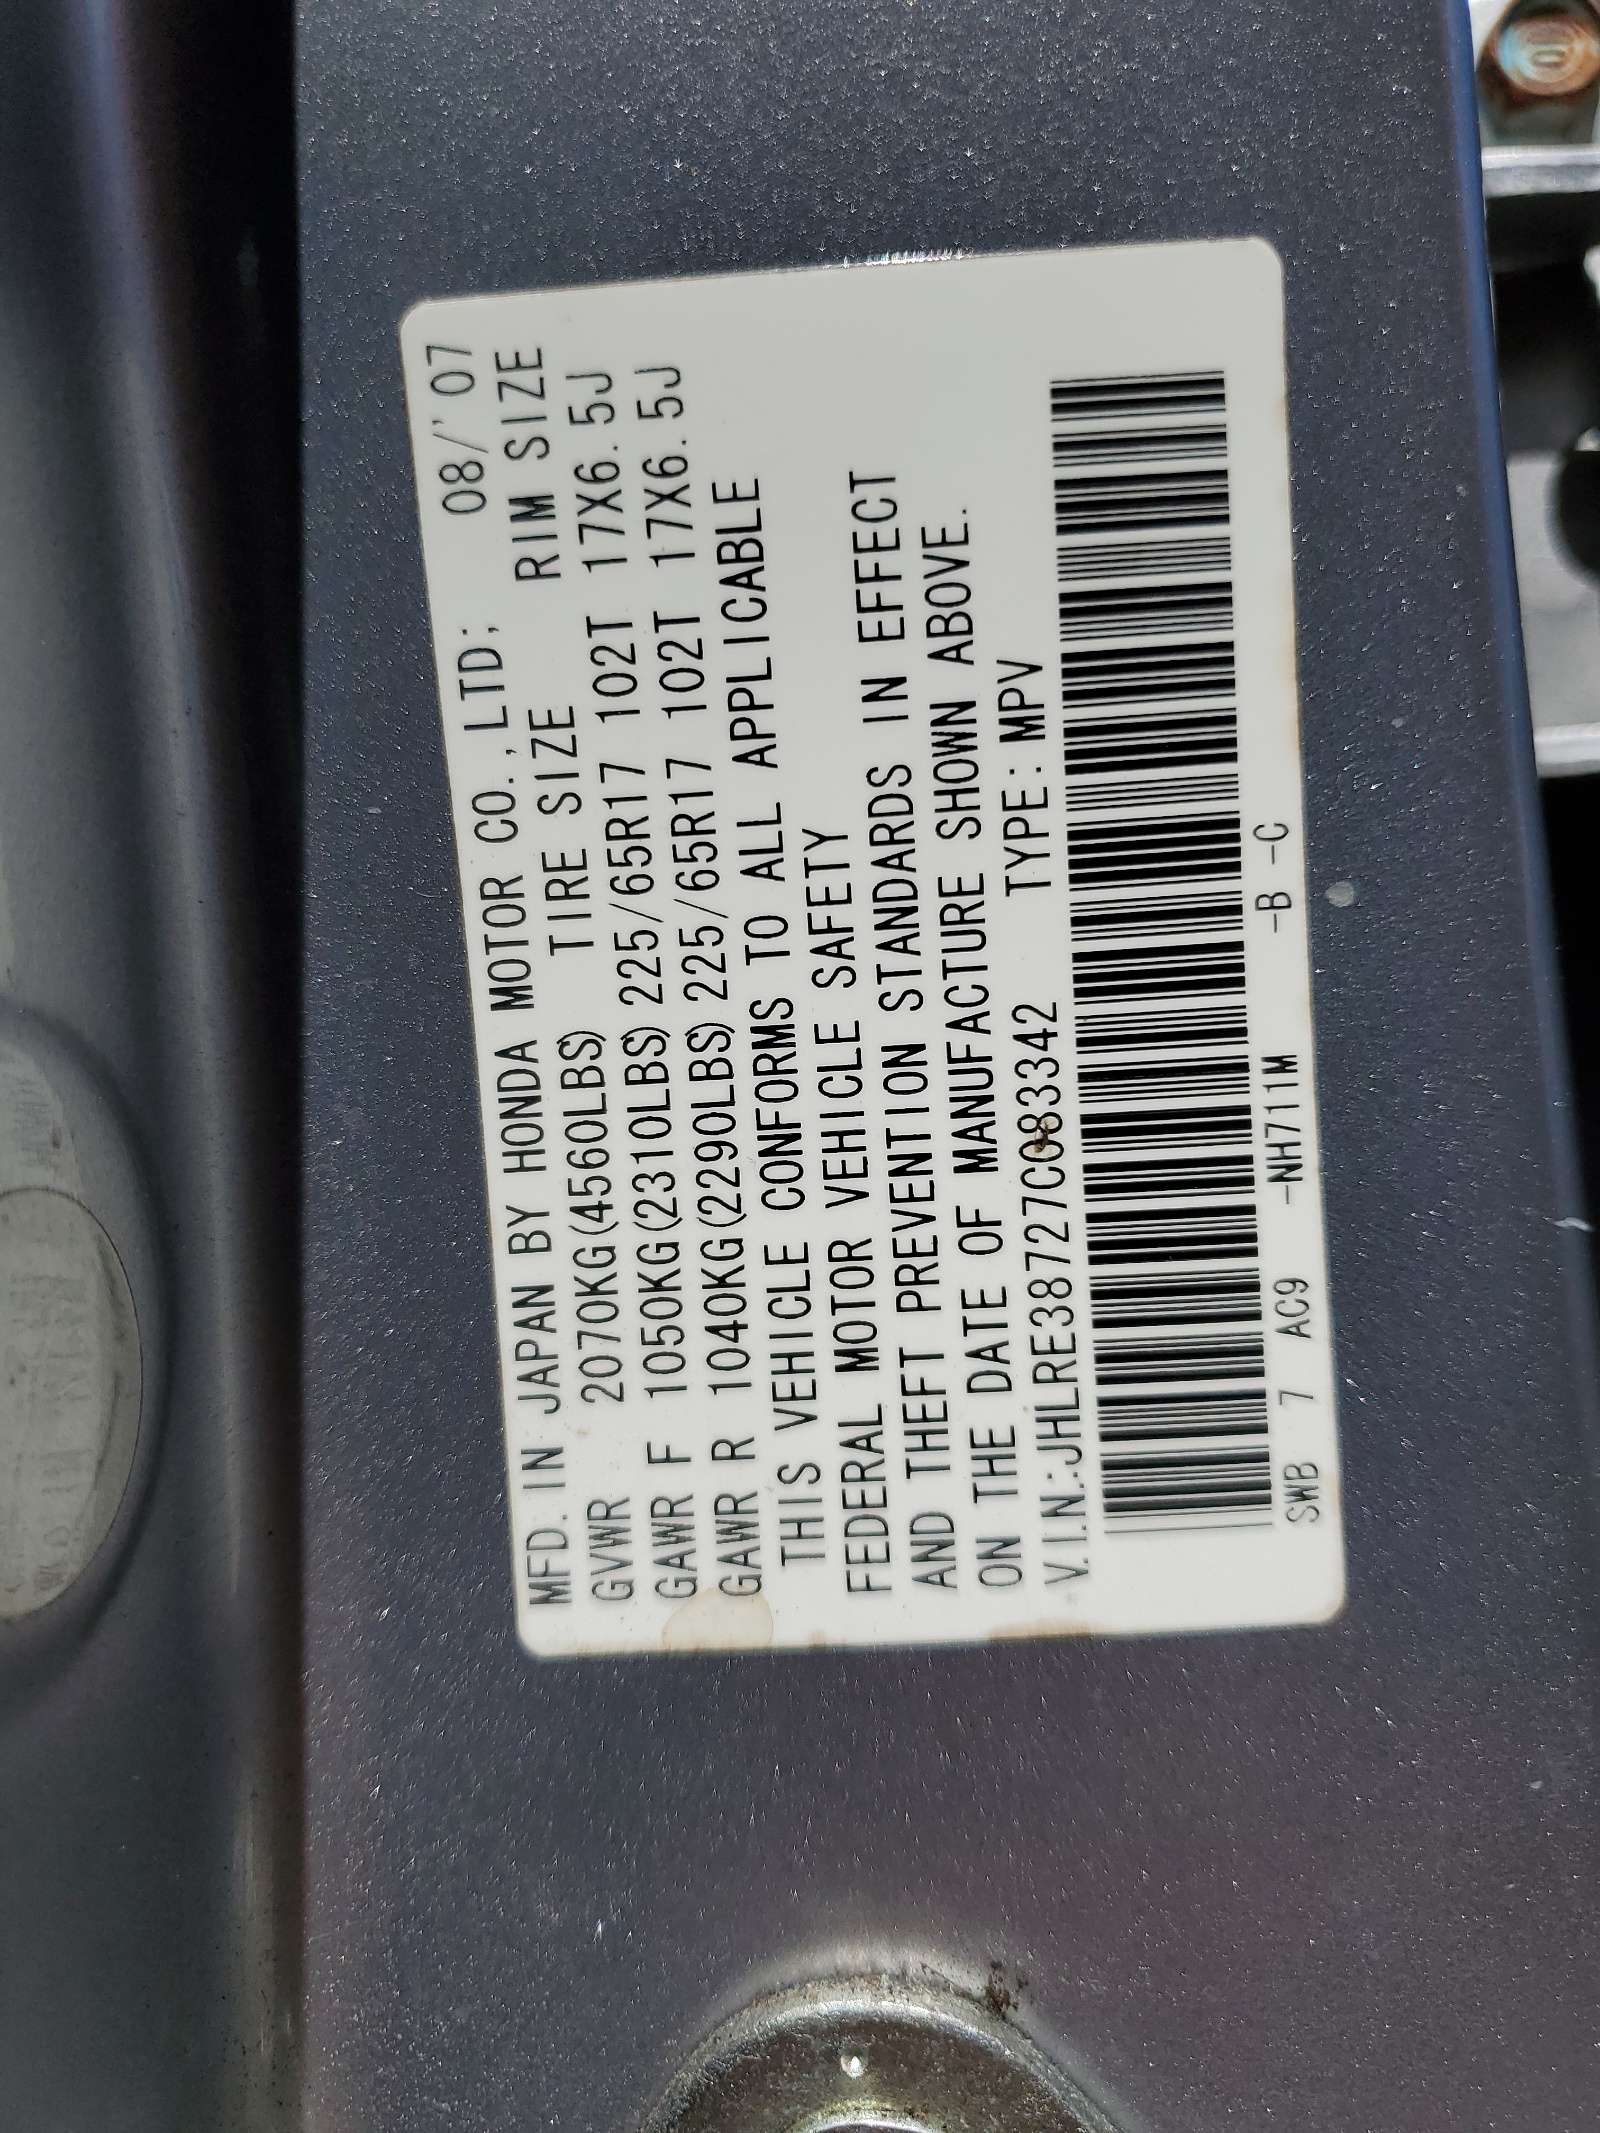 MFD. IN JAPAN BY HONDA MOTOR CO.,LTD; 08/'07
GVWR 2070KG(4560LBS) TIRE SIZE RIM SIZE
GAWR F 1050KG(2310LBS) 225/65R17 102T 17X6.5J
GAWR R 1040KG(2290LBS) 225/65R17 102T 17X6.5J
THIS VEHICLE CONFORMS TO ALL APPLICABLE
FEDERAL MOTOR VEHICLE SAFETY
AND THEFT PREVENTION STANDARDS IN EFFECT
ON THE DATE OF MANUFACTURE SHOWN ABOVE.
V.I.N.:JHLRE38727C083342 TYPE:MPV
SWB 7 AC9 -NH711M -B -C